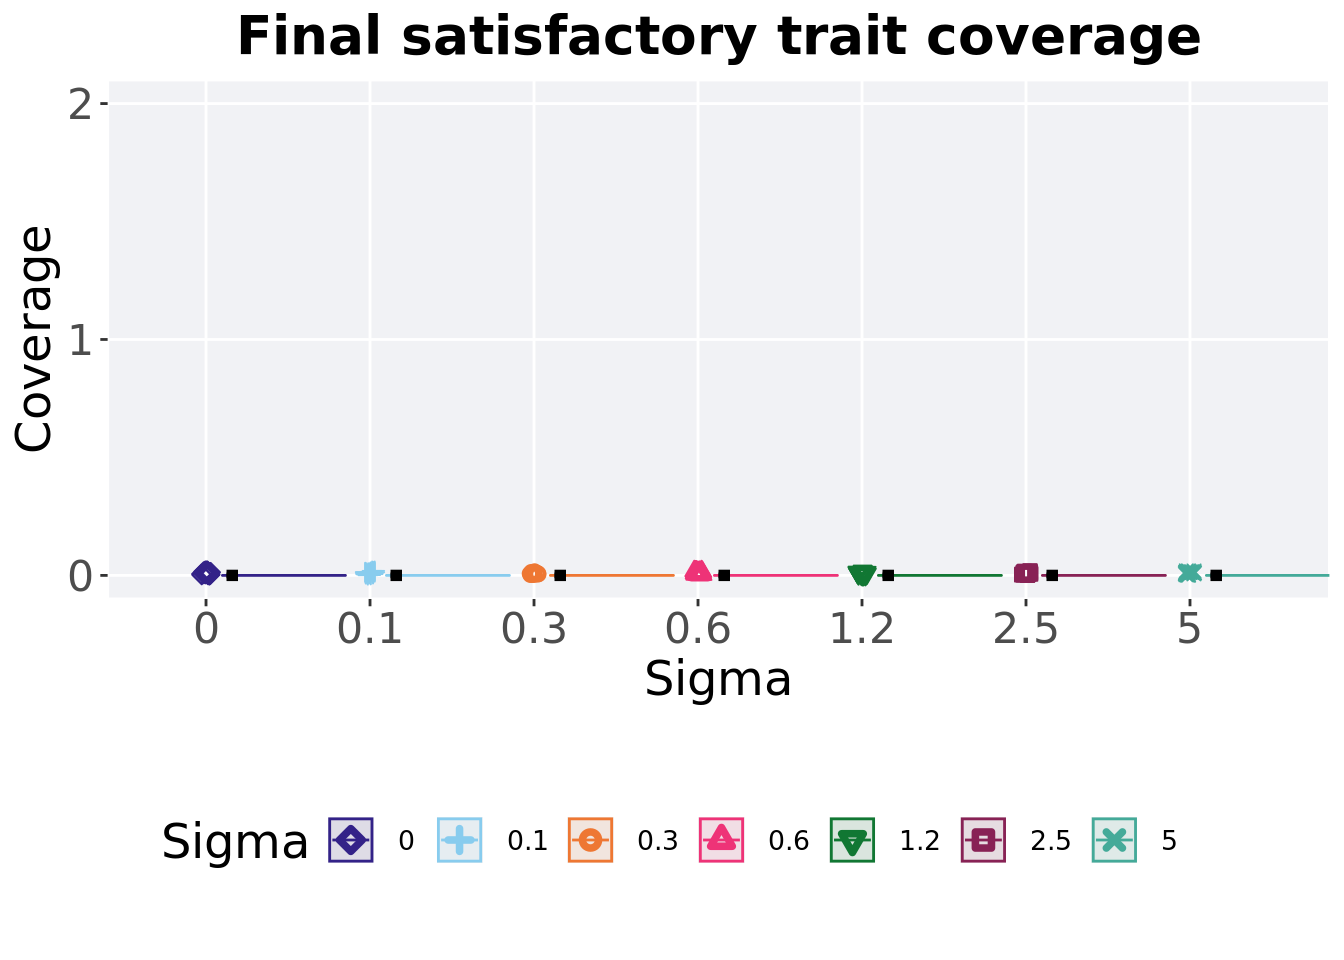 Final satisfactory trait coverage
2
1
0
Coverage
0 0.1 0.3 0.6 1.2 2.5 5
Sigma
Sigma 0 0.1 0.3 0.6 1.2 2.5 5